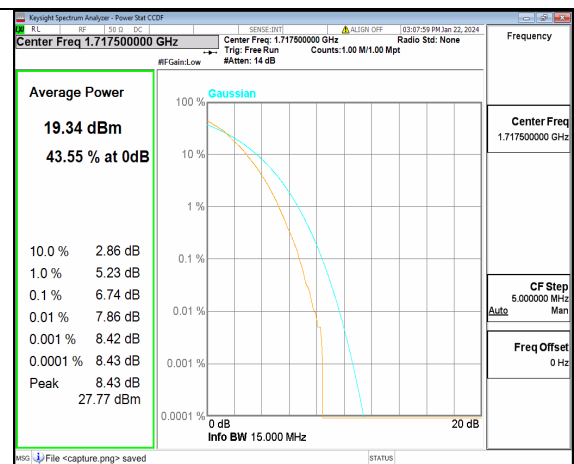 Keysight Spectrum Analyzer - Power Stat CCDF
RL RF 50 Ω DC SENSE:INT ALIGN OFF 03:07:59 PM Jan 22, 2024
Center Freq 1.717500000 GHz
Center Freq: 1.717500000 GHz Radio Std: None
Trig: Free Run Counts:1.00 M/1.00 Mpt
#IFGain:Low #Atten: 14 dB
Frequency
Average Power
19.34 dBm
43.55 % at 0dB
10.0 % 2.86 dB
1.0 % 5.23 dB
0.1 % 6.74 dB
0.01 % 7.86 dB
0.001 % 8.42 dB
0.0001 % 8.43 dB
Peak 8.43 dB
27.77 dBm
Gaussian
100 %
10 %
1 %
0.1 %
0.01 %
0.001 %
0.0001 %
0 dB 20 dB
Info BW 15.000 MHz
Center Freq
1.717500000 GHz
CF Step
5.000000 MHz
Auto Man
Freq Offset
0 Hz
MSG File <capture.png> saved STATUS